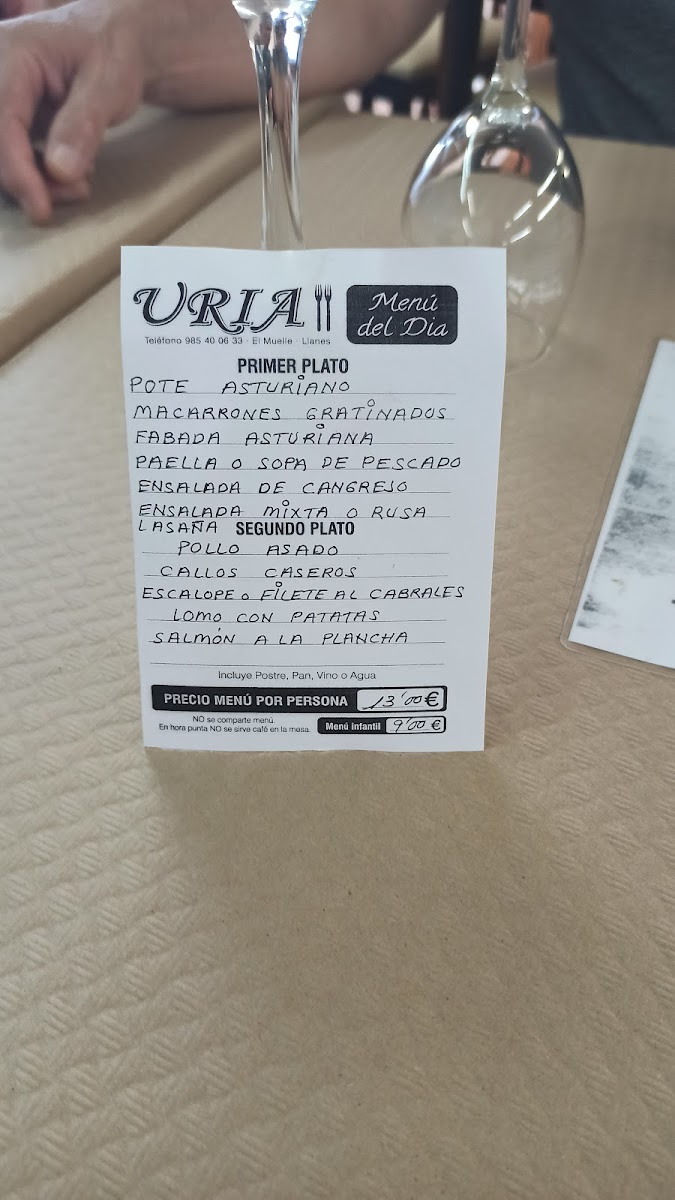 URIA
Menú
del Dia
Teléfono 985 40 06 33 - El Muelle - Llanes
PRIMER PLATO
POTE ASTURIANO
MACARRONES GRATINADOS
FABADA ASTURIANA
PAELLA O SOPA DE PESCADO
ENSALADA DE CANGREJO
ENSALADA MIXTA O RUSA
LASAÑA SEGUNDO PLATO
POLLO ASADO
CALLOS CASEROS
ESCALOPE O FILETE AL CABRALES
LOMO CON PATATAS
SALMÓN A LA PLANCHA
Incluye Postre, Pan, Vino o Agua
PRECIO MENÚ POR PERSONA 13'00 €
NO se comparte menú.
En hora punta NO se sirve café en la mesa.
Menú Infantil 9'00 €